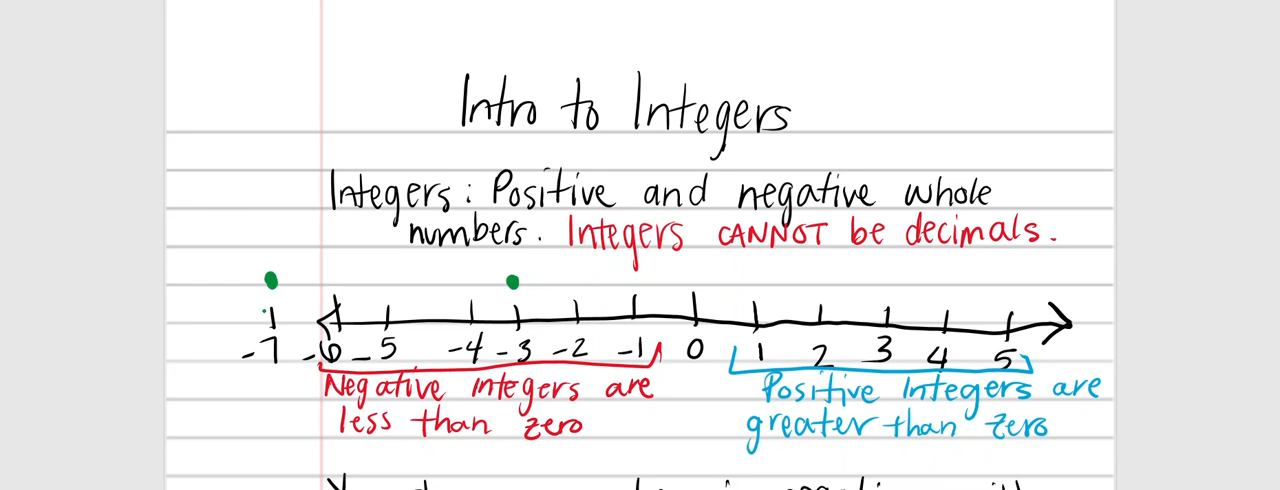 Intro to Integers
Integers: Positive and negative whole
numbers. Integers CANNOT be decimals.
-7 -6 -5 -4 -3 -2 -1 0 1 2 3 4 5
Negative integers are
less than zero
Positive Integers are
greater than zero